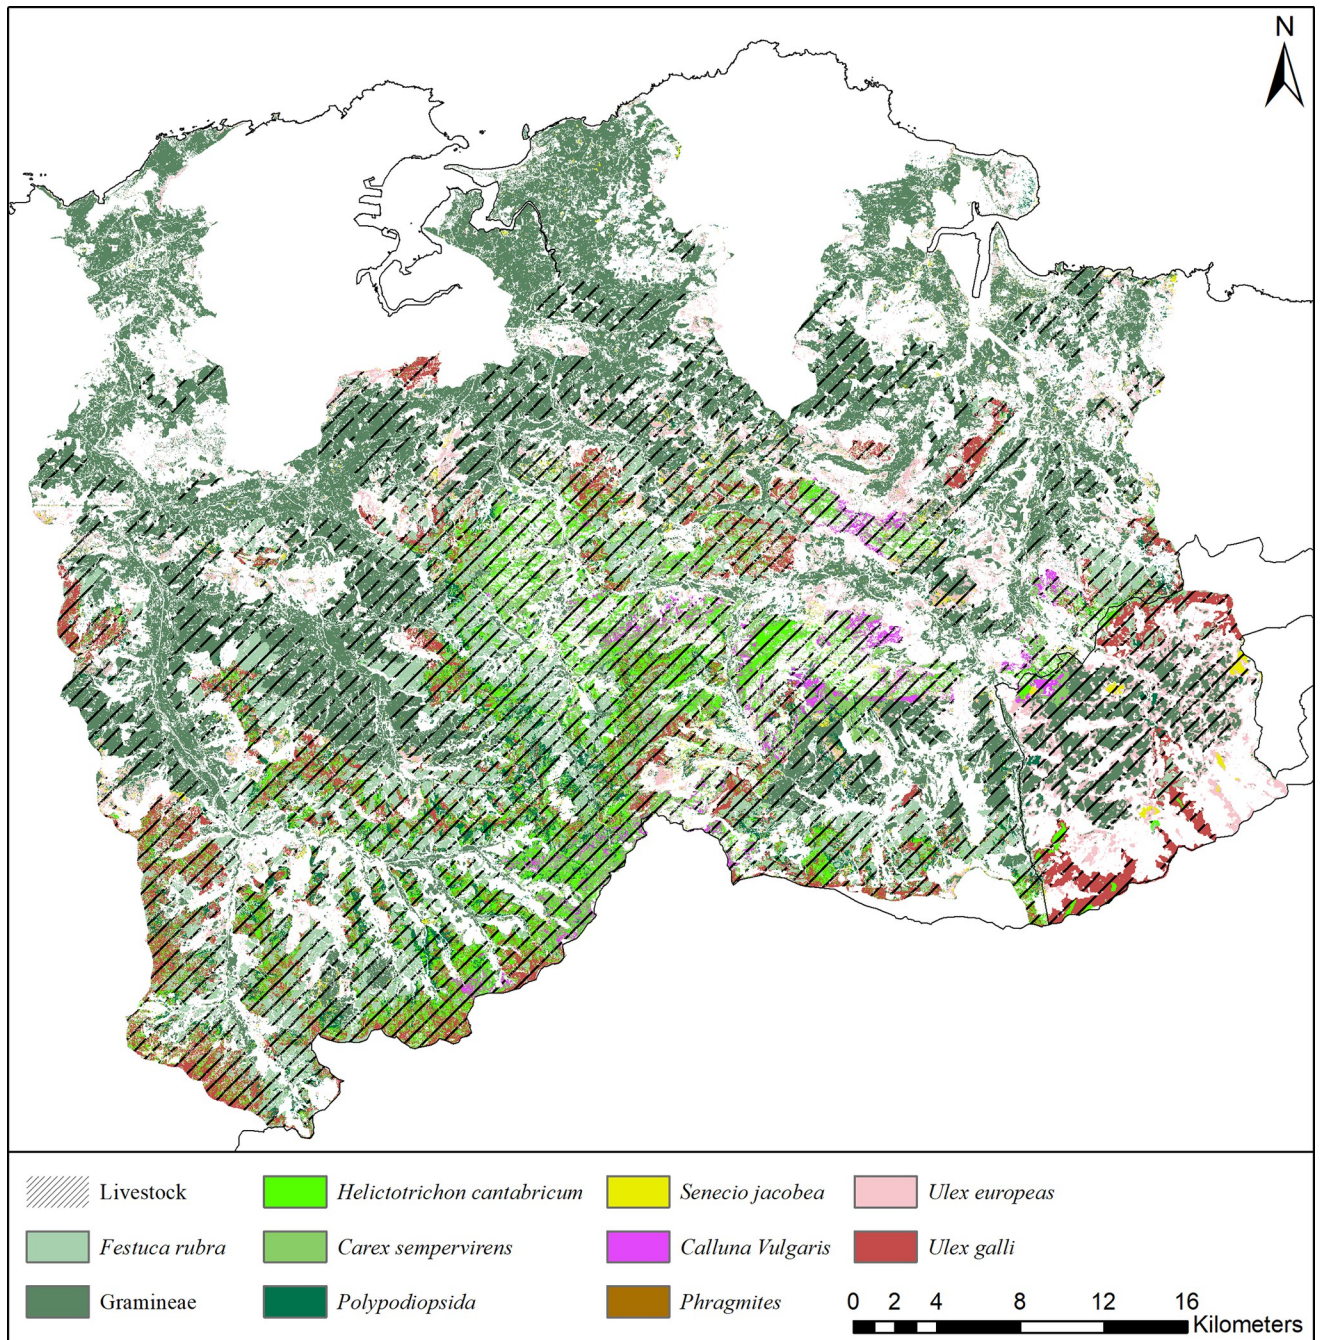 N
Livestock
Helictotrichon cantabricum
Senecio jacobea
Ulex europeas
Festuca rubra
Carex sempervirens
Calluna Vulgaris
Ulex galli
Gramineae
Polypodiopsida
Phragmites
0 2 4 8 12 16
Kilometers